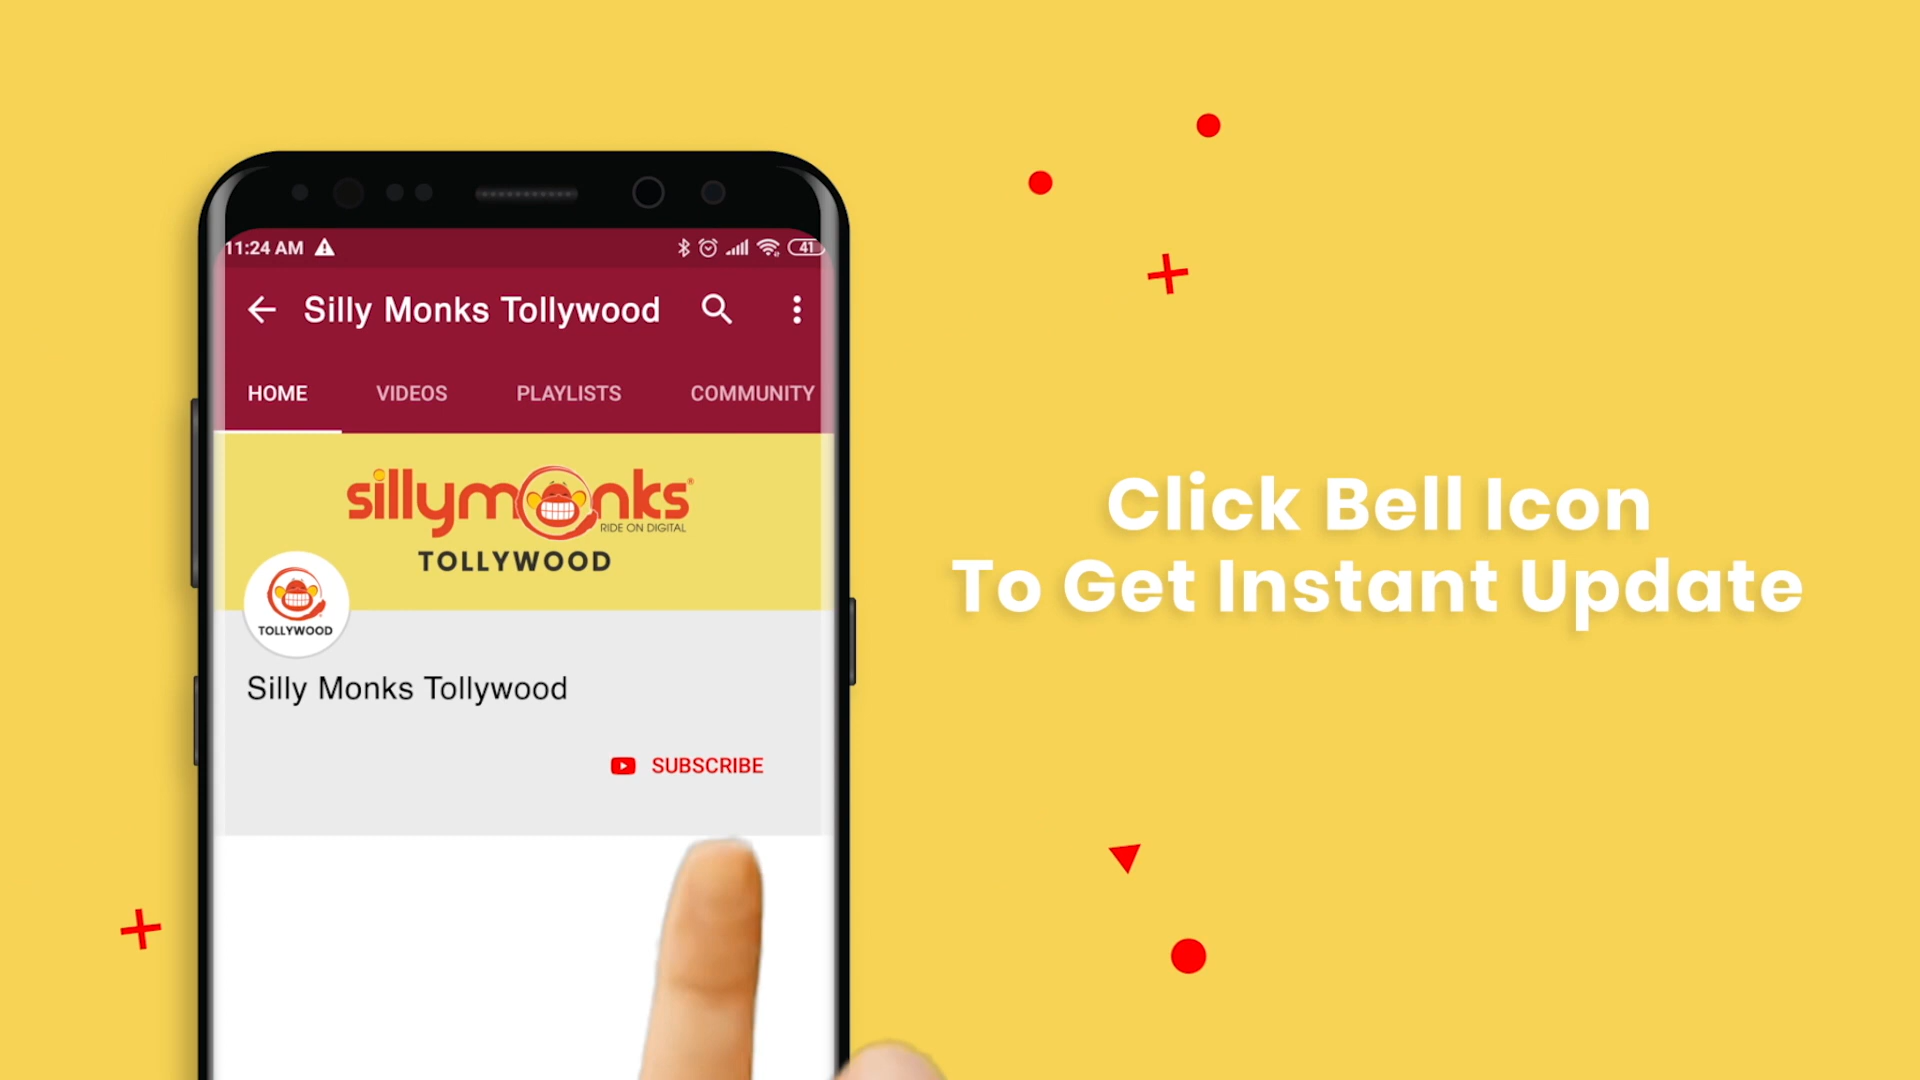 11:24 AM
41
Silly Monks Tollywood
HOME VIDEOS PLAYLISTS COMMUNITY
sillymonks®
RIDE ON DIGITAL
TOLLYWOOD
TOLLYWOOD
Silly Monks Tollywood
SUBSCRIBE
Click Bell Icon
To Get Instant Update